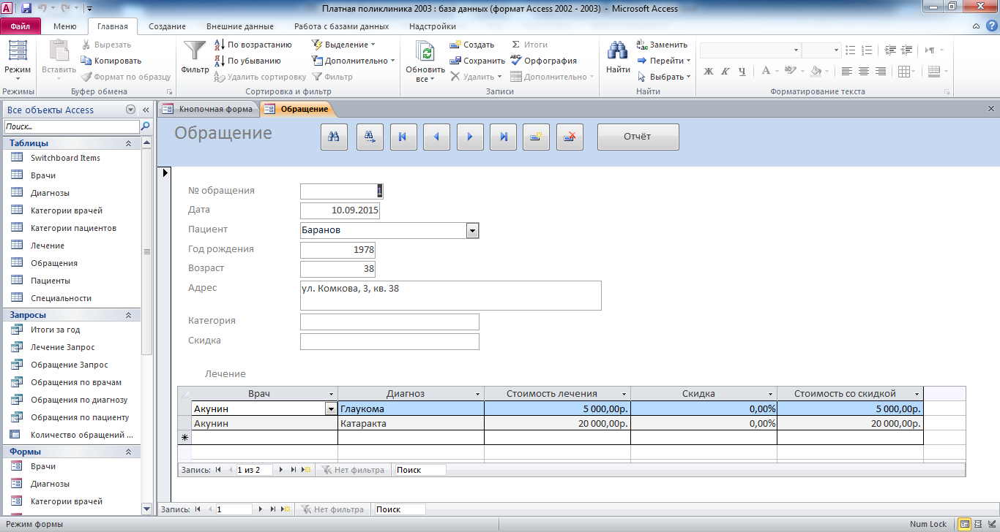 Платная поликлиника 2003 : база данных (формат Access 2002 - 2003) - Microsoft Access
Файл Меню Главная Создание Внешние данные Работа с базами данных Надстройки
Режим
Режимы
Вставить
Вырезать
Копировать
Формат по образцу
Буфер обмена
Фильтр
По возрастанию
По убыванию
Удалить сортировку
Выделение
Дополнительно
Фильтр
Сортировка и фильтр
Обновить
все
Создать
Сохранить
Удалить
Итоги
Орфография
Дополнительно
Записи
Найти
Заменить
Перейти
Выбрать
Найти
Ж К Ч А
Форматирование текста
Все объекты Access
Поиск..
Таблицы
Switchboard Items
Врачи
Диагнозы
Категории врачей
Категории пациентов
Лечение
Обращения
Пациенты
Специальности
Запросы
Итоги за год
Лечение Запрос
Обращение Запрос
Обращения по врачам
Обращения по диагнозу
Обращения по пациенту
Количество обращений ...
Формы
Врачи
Диагнозы
Категории врачей
Кнопочная форма Обращение
Обращение
Отчёт
№ обращения 1
Дата 10.09.2015
Пациент Баранов
Год рождения 1978
Возраст 38
Адрес ул. Комкова, 3, кв. 38
Категория
Скидка
Лечение
Врач Диагноз Стоимость лечения Скидка Стоимость со скидкой
Акунин Глаукома 5 000,00р. 0,00% 5 000,00р.
Акунин Катаракта 20 000,00р. 0,00% 20 000,00р.
Запись: 1 из 2 Нет фильтра Поиск
Запись: 1 Нет фильтра Поиск
Режим формы Num Lock